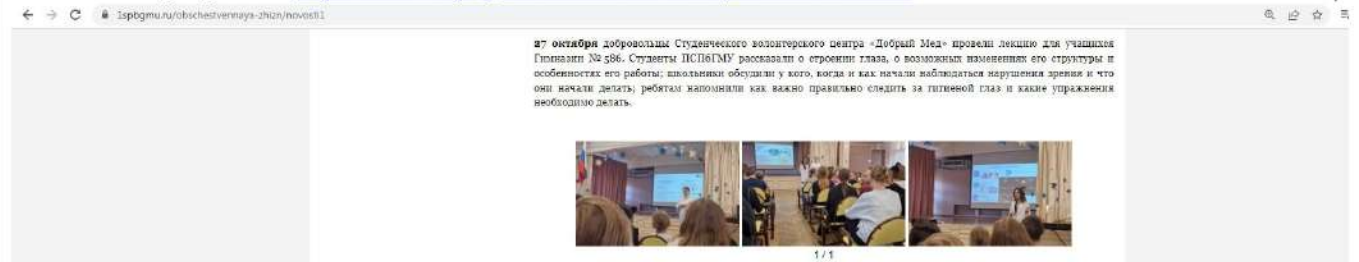 1spbgmu.ru/obschestvennaya-zhizn/novosti1
27 октября добровольцы Студенческого волонтерского центра «Добрый Мед» провели лекцию для учащихся
Гимназии № 586. Студенты ПСПбГМУ рассказали о строении глаза, о возможных изменениях его структуры и
особенностях его работы; школьники обсудили у кого, когда и как начали наблюдаться нарушения зрения и что
они начали делать; ребятам напомнили как важно правильно следить за гигиеной глаз и какие упражнения
необходимо делать.
1 / 1